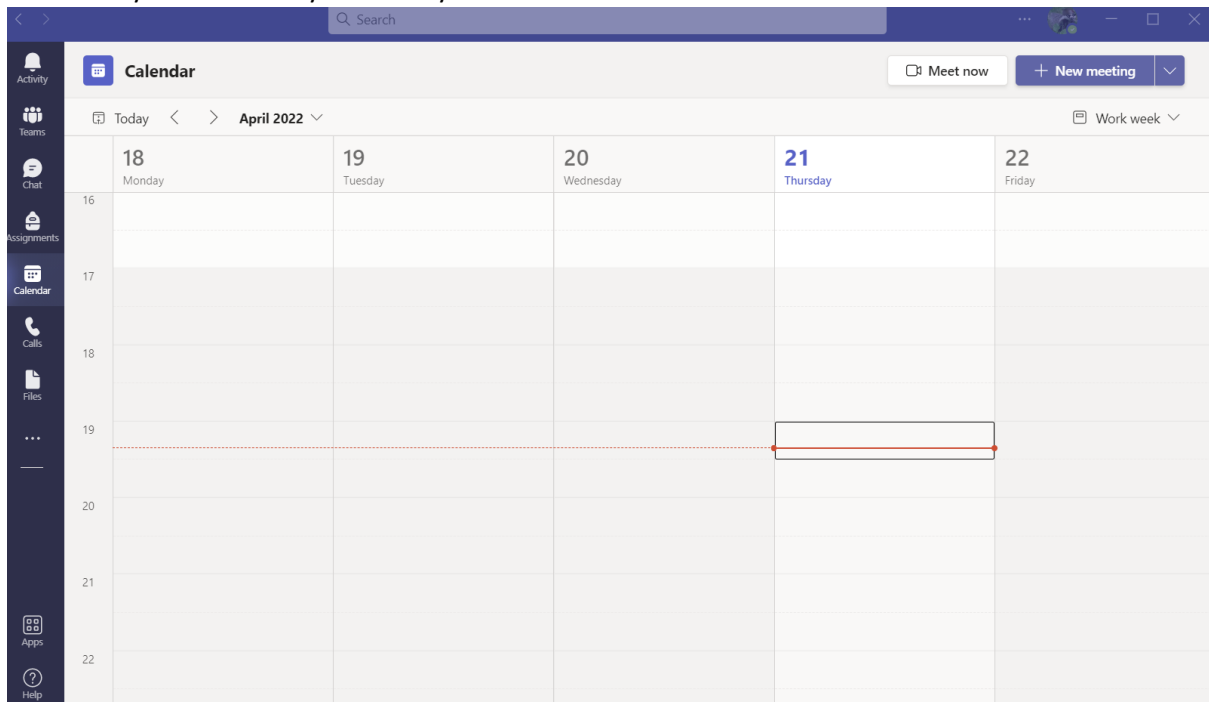 Search
Activity
Calendar
Meet now
New meeting
Teams
Today
April 2022
Work week
18
19
20
21
22
Monday
Tuesday
Wednesday
Thursday
Friday
Chat
16
Assignments
17
Calendar
Calls
18
Files
19
20
21
Apps
22
Help